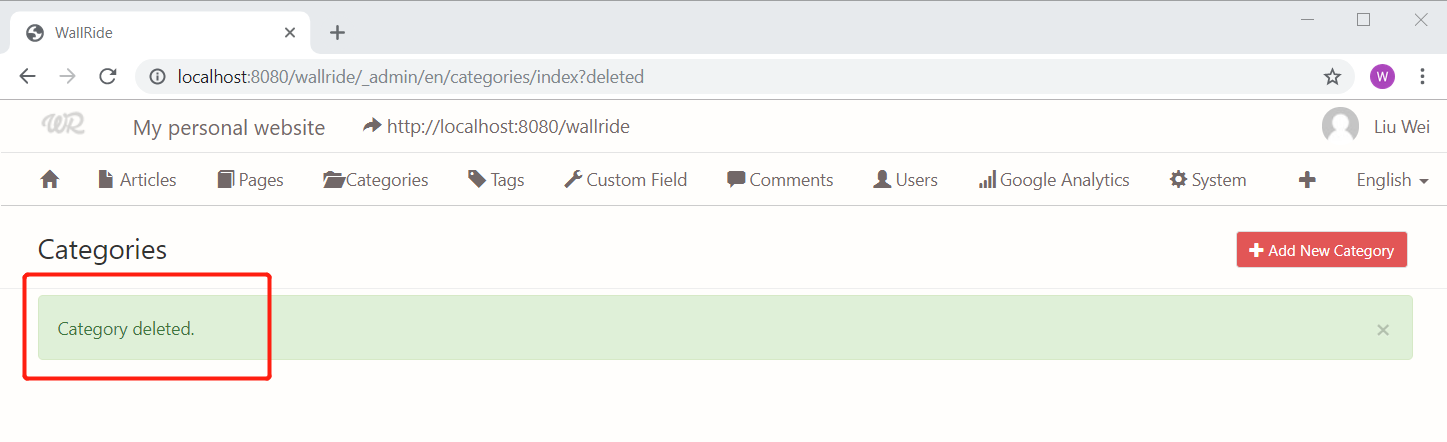 WallRide
localhost:8080/wallride/_admin/en/categories/index?deleted
W
WR
My personal website
http://localhost:8080/wallride
Liu Wei
Articles
Pages
Categories
Tags
Custom Field
Comments
Users
Google Analytics
System
English
Categories
Add New Category
Category deleted.